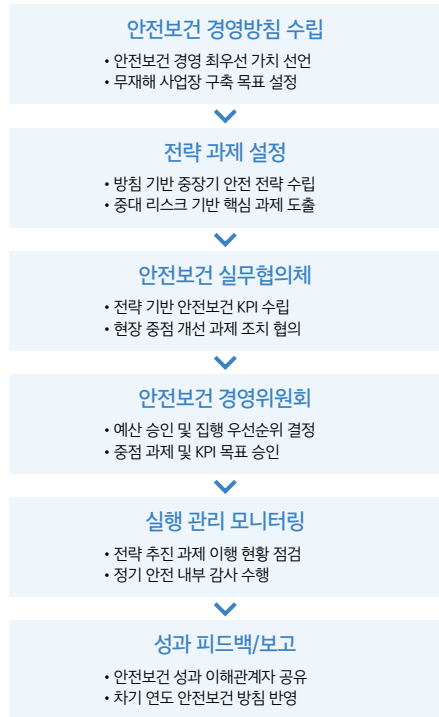 안전보건 경영방침 수립
• 안전보건 경영 최우선 가치 선언
• 무재해 사업장 구축 목표 설정
전략 과제 설정
• 방침 기반 중장기 안전 전략 수립
• 중대 리스크 기반 핵심 과제 도출
안전보건 실무협의체
• 전략 기반 안전보건 KPI 수립
• 현장 중점 개선 과제 조치 협의
안전보건 경영위원회
• 예산 승인 및 집행 우선순위 결정
• 중점 과제 및 KPI 목표 승인
실행 관리 모니터링
• 전략 추진 과제 이행 현황 점검
• 정기 안전 내부 감사 수행
성과 피드백/보고
• 안전보건 성과 이해관계자 공유
• 차기 연도 안전보건 방침 반영